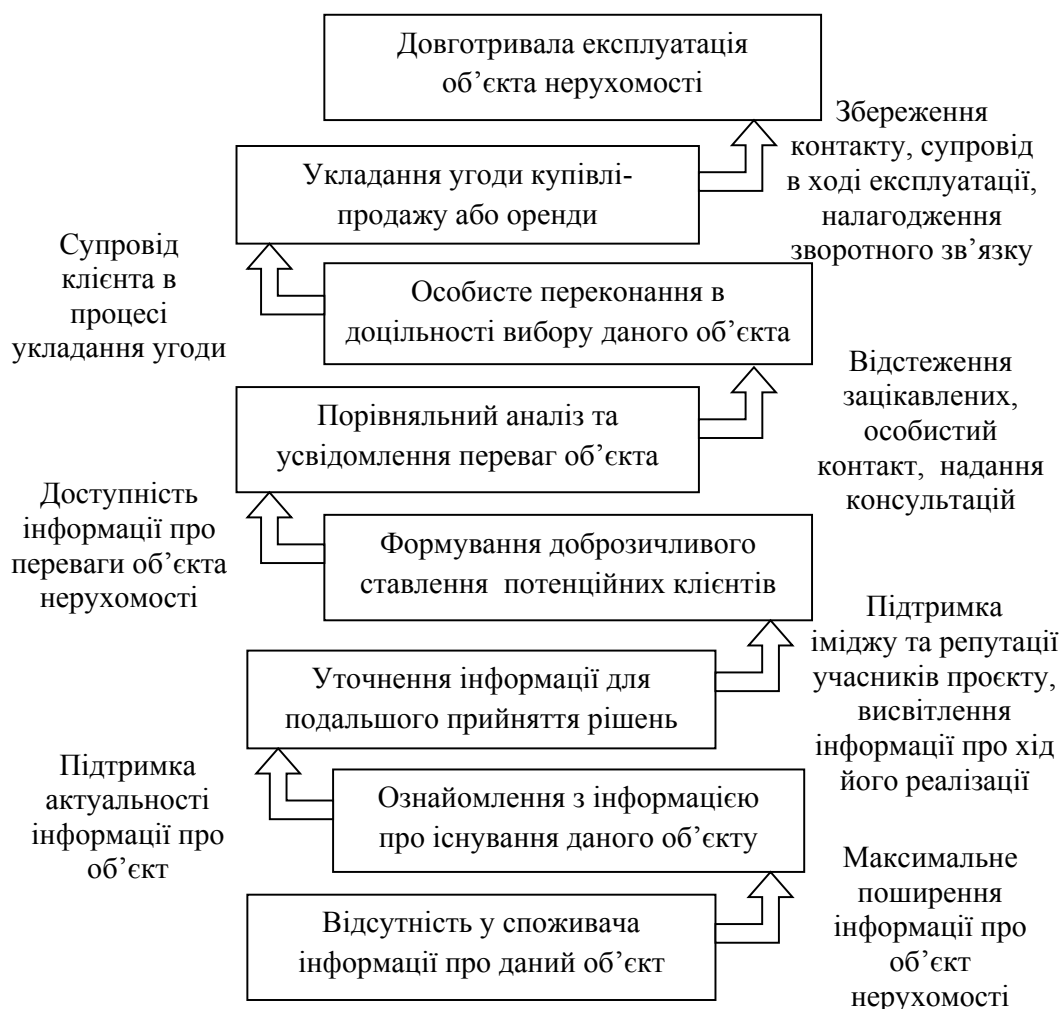 Довготривала експлуатація
об’єкта нерухомості
Збереження
контакту, супровід
в ході експлуатації,
налагодження
зворотного зв’язку
Укладання угоди купівлі-
продажу або оренди
Супровід
клієнта в
процесі
укладання угоди
Особисте переконання в
доцільності вибору даного об’єкта
Відстеження
зацікавлених,
особистий
контакт, надання
консультацій
Порівняльний аналіз та
усвідомлення переваг об’єкта
Доступність
інформації про
переваги об’єкта
нерухомості
Формування доброзичливого
ставлення потенційних клієнтів
Підтримка
іміджу та репутації
учасників проєкту,
висвітлення
інформації про хід
його реалізації
Уточнення інформації для
подальшого прийняття рішень
Підтримка
актуальності
інформації про
об’єкт
Ознайомлення з інформацією
про існування даного об’єкту
Максимальне
поширення
інформації про
об’єкт
нерухомості
Відсутність у споживача
інформації про даний об’єкт